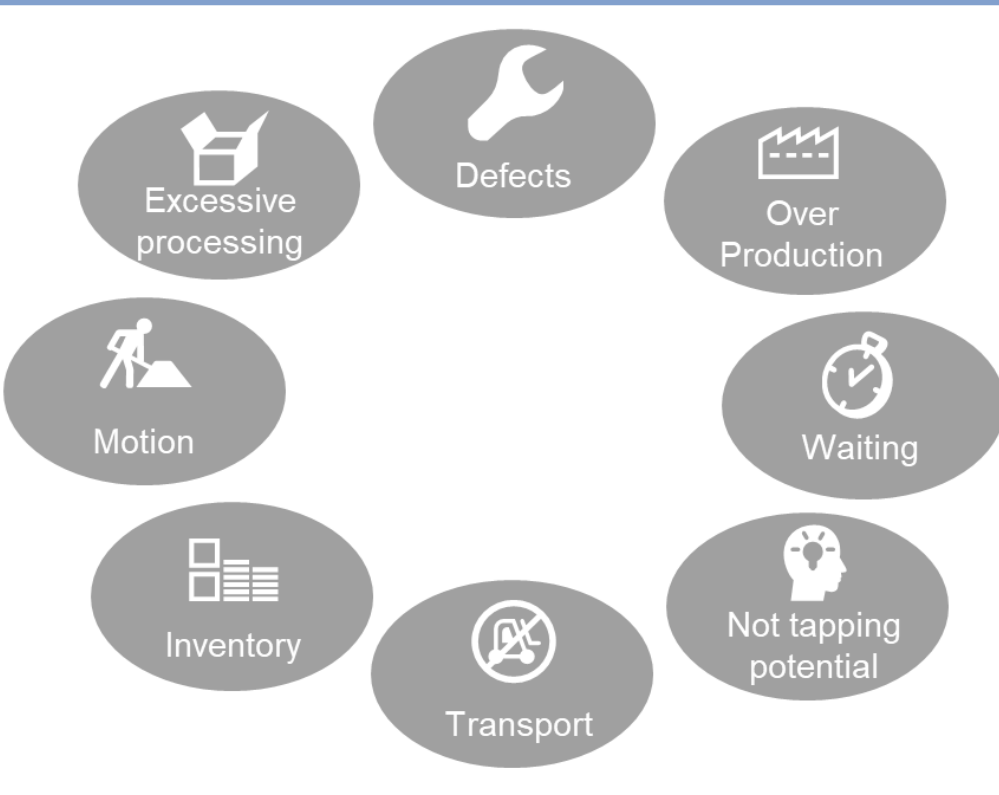 Defects
Excessive
processing
Over
Production
Motion
Waiting
Not tapping
potential
Inventory
Transport